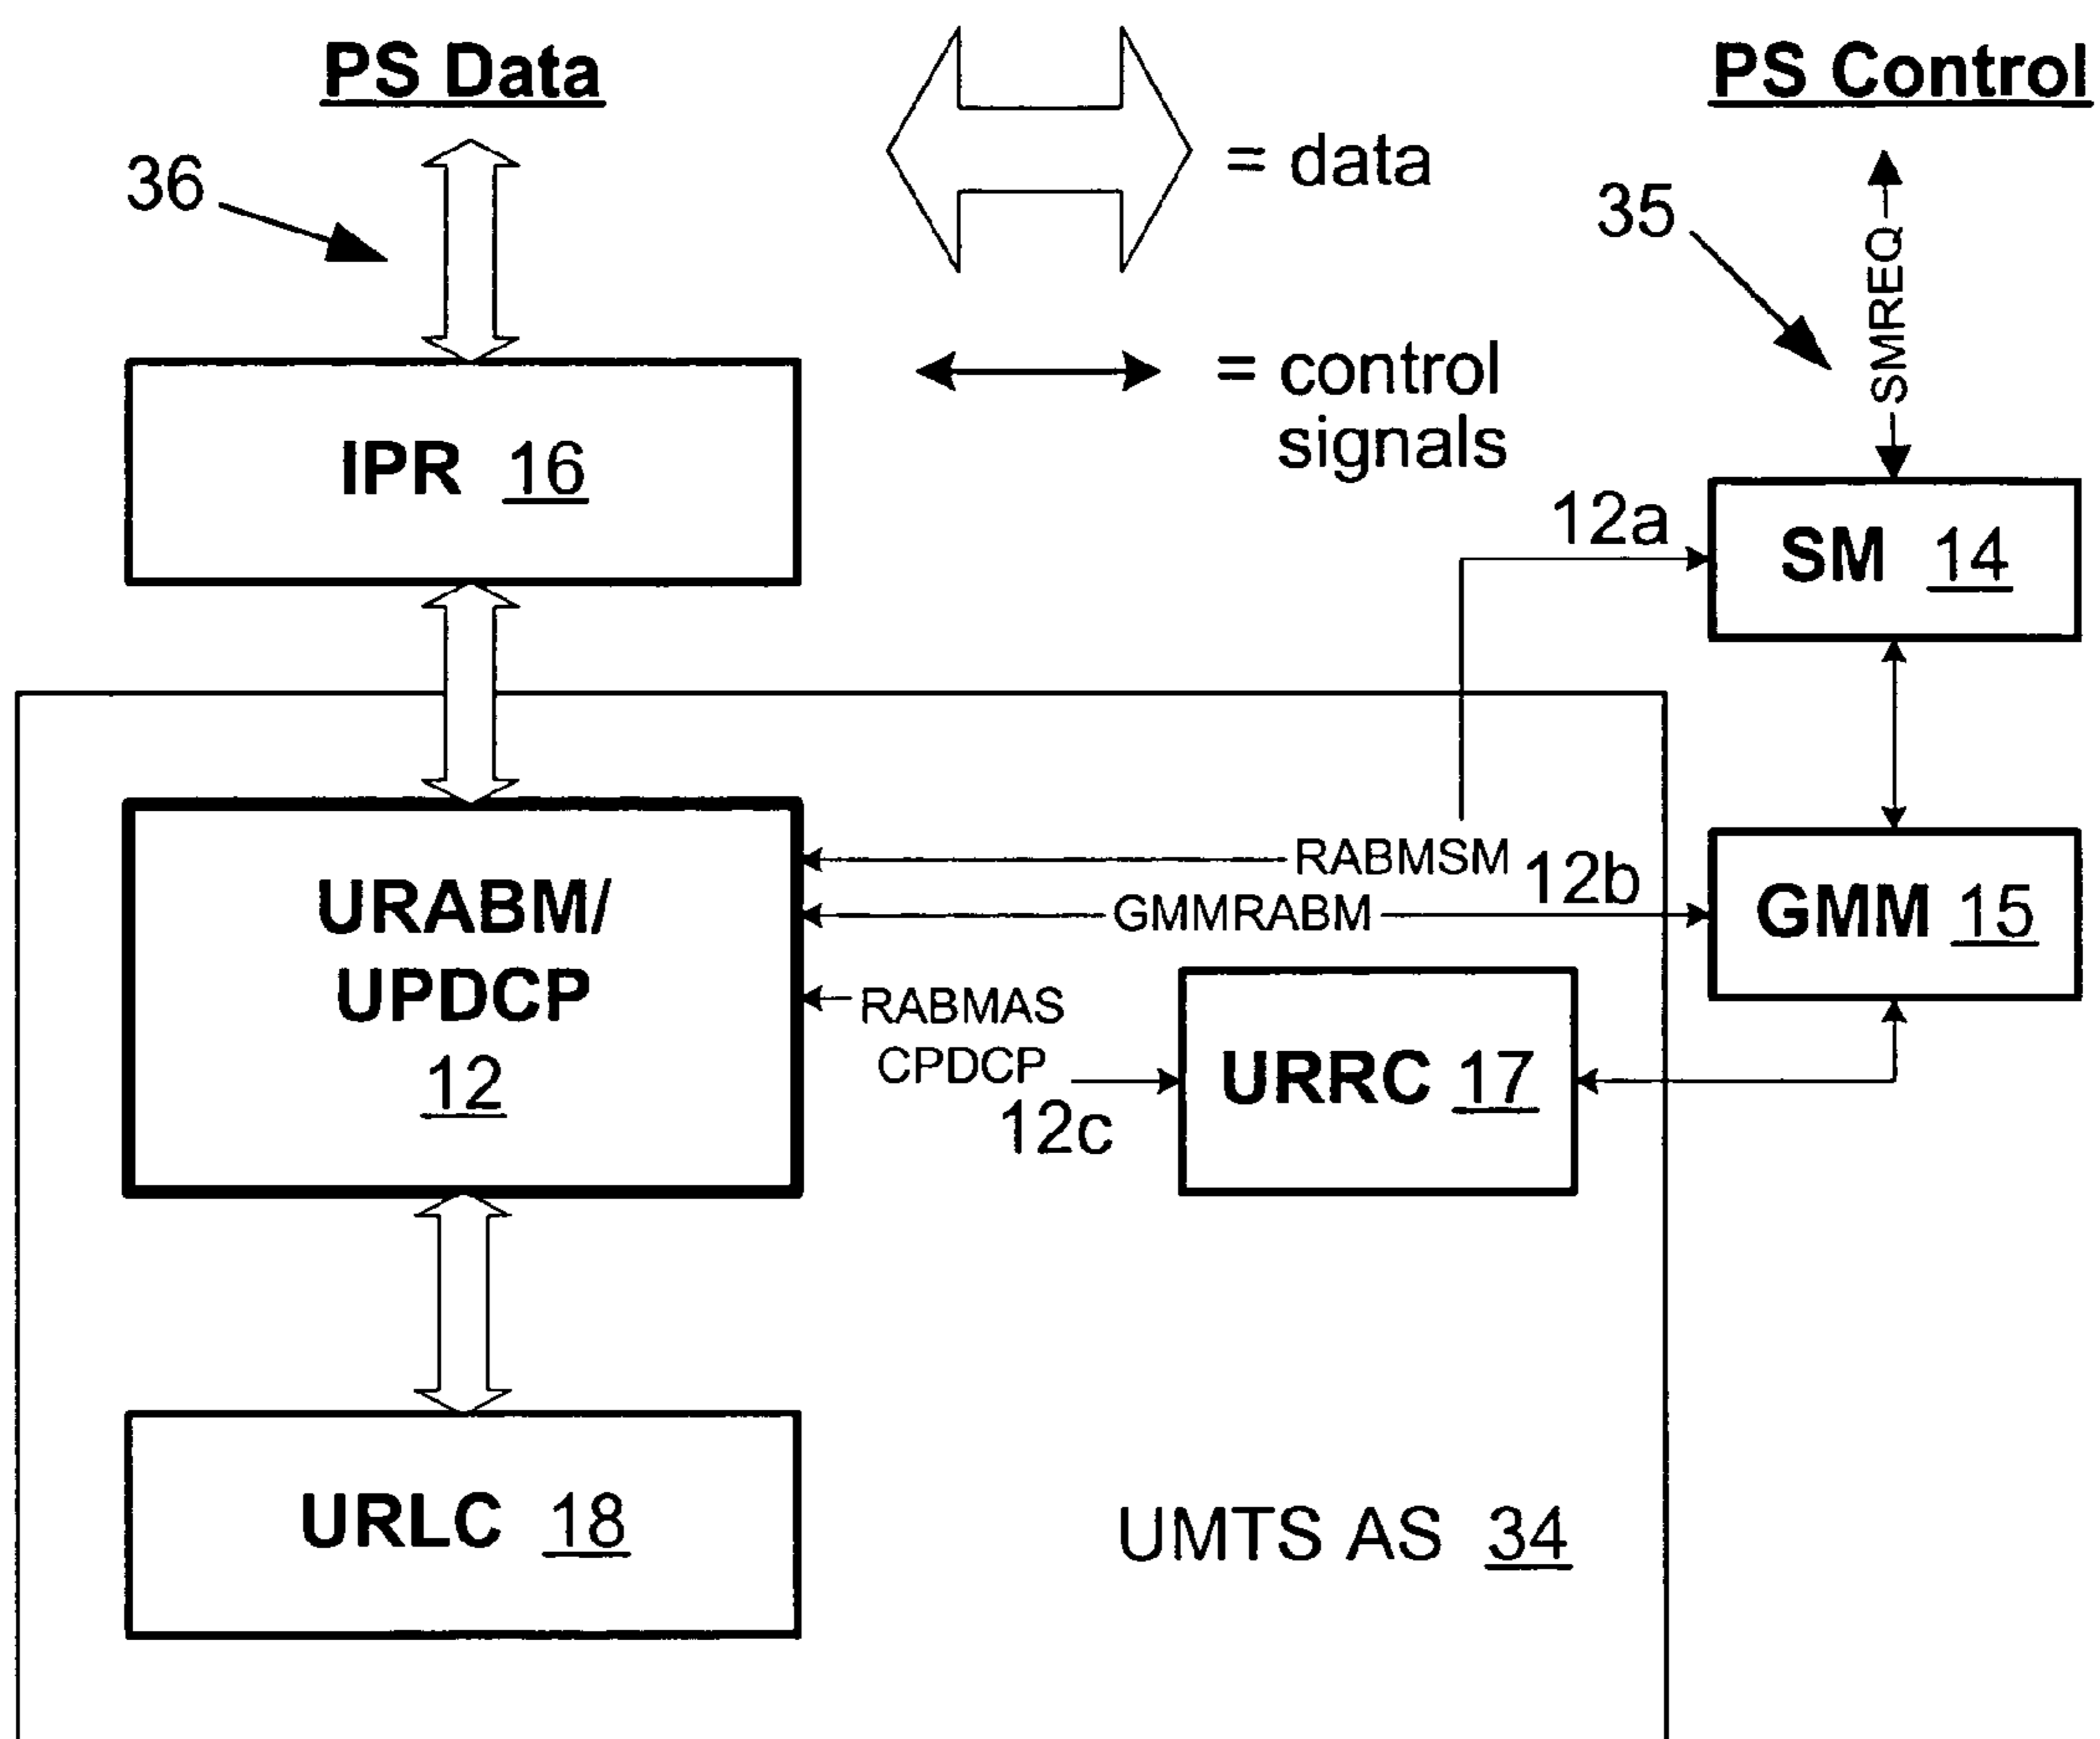 PS Data
PS Control
= data
36
35
SMREQ
= control
signals
IPR 16
12a
SM 14
RABMSM
12b
GMMRABM
GMM 15
URABM/
UPDCP
12
RABMAS
CPDCP
12c
URRC 17
URLC 18
UMTS AS 34